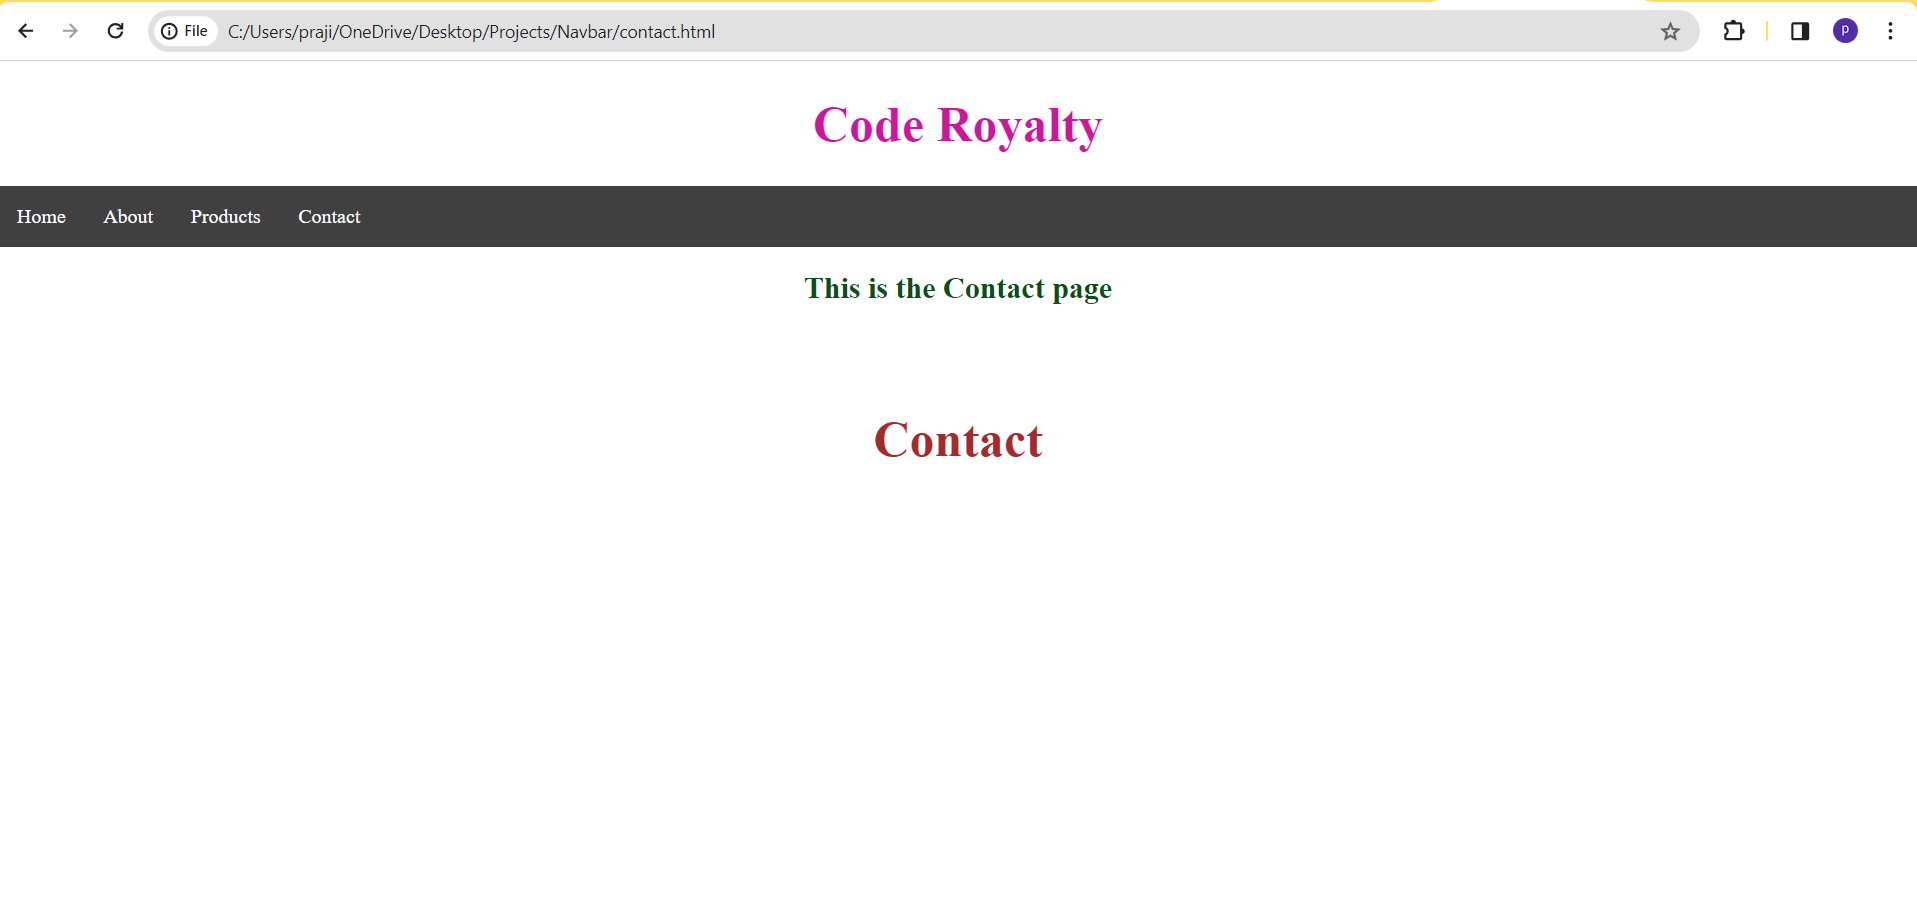 File C:/Users/praji/OneDrive/Desktop/Projects/Navbar/contact.html
p
Code Royalty
Home About Products Contact
This is the Contact page
Contact